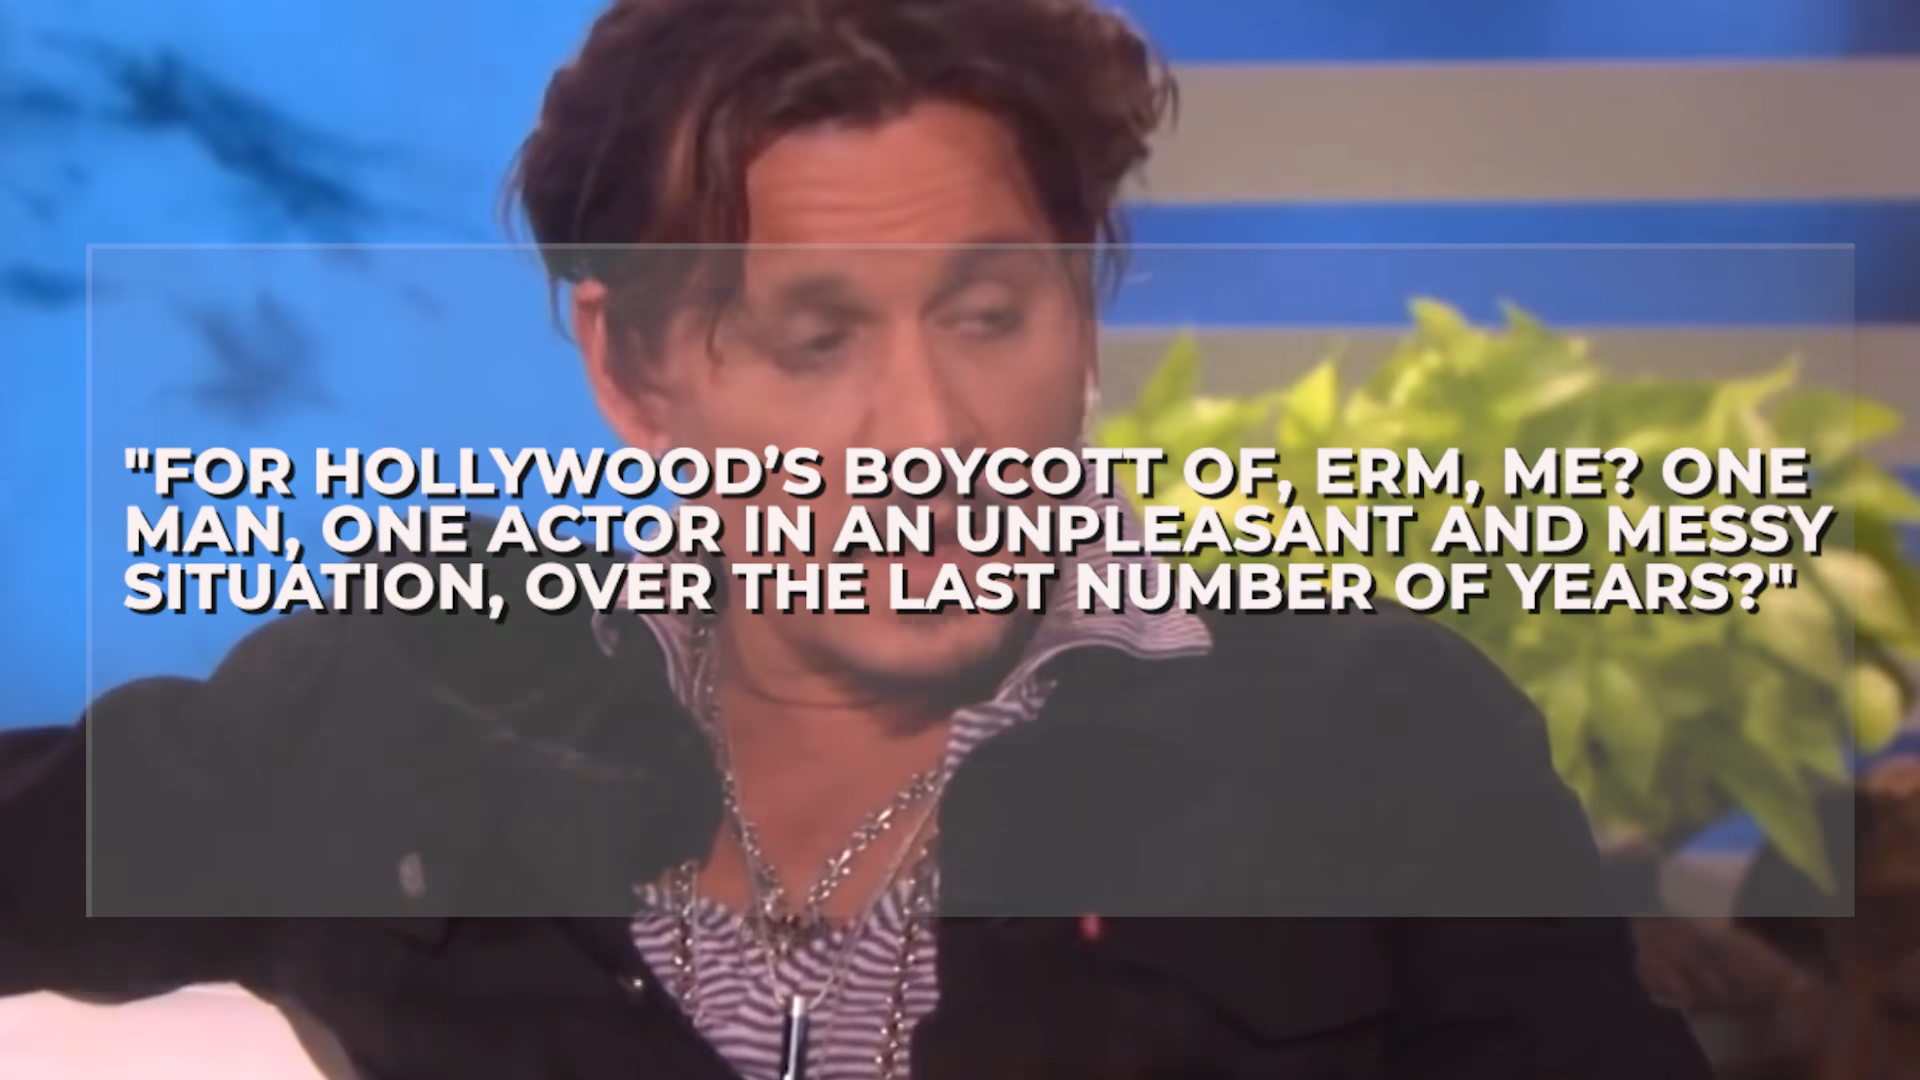 "FOR HOLLYWOOD’S BOYCOTT OF, ERM, ME? ONE
MAN, ONE ACTOR IN AN UNPLEASANT AND MESSY
SITUATION, OVER THE LAST NUMBER OF YEARS?"